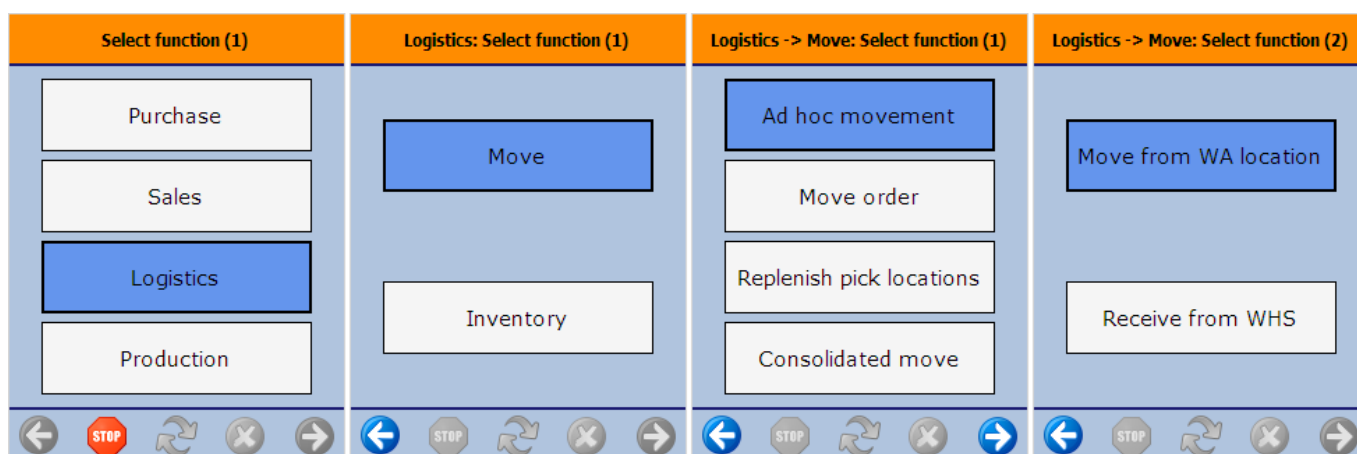 Select function (1)
Purchase
Sales
Logistics
Production
STOP
Logistics: Select function (1)
Move
Inventory
STOP
Logistics -> Move: Select function (1)
Ad hoc movement
Move order
Replenish pick locations
Consolidated move
STOP
Logistics -> Move: Select function (2)
Move from WA location
Receive from WHS
STOP